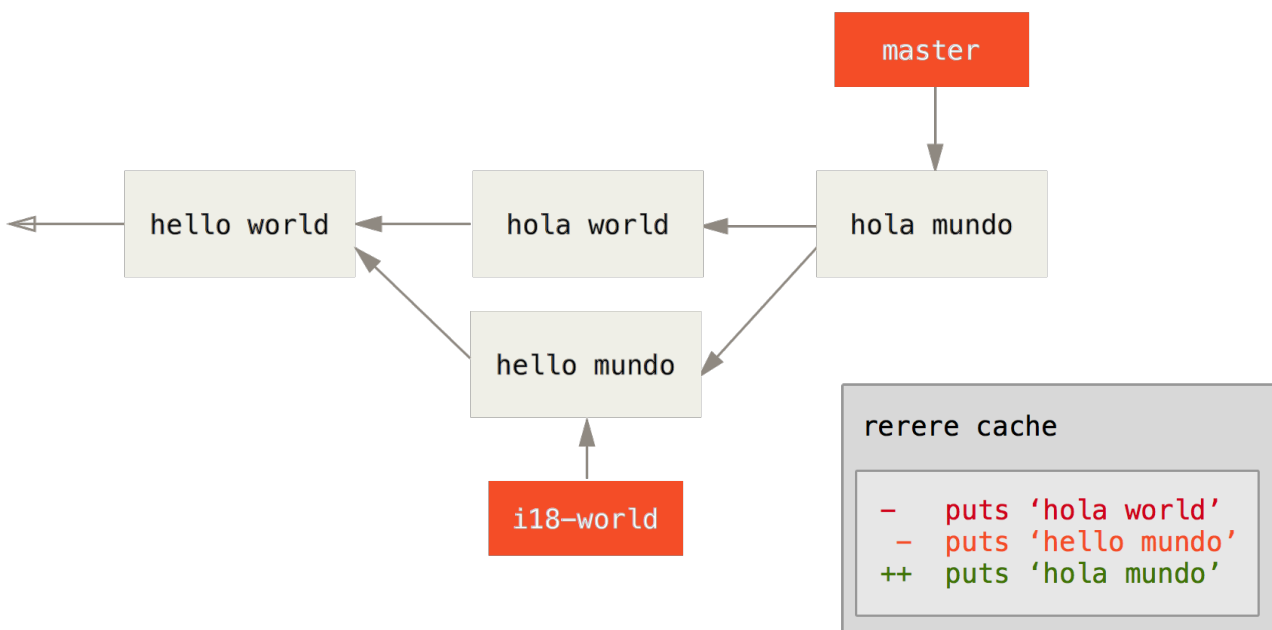 master
hello world
hola world
hola mundo
hello mundo
i18-world
rerere cache
-   puts ‘hola world’
 -  puts ‘hello mundo’
++  puts ‘hola mundo’